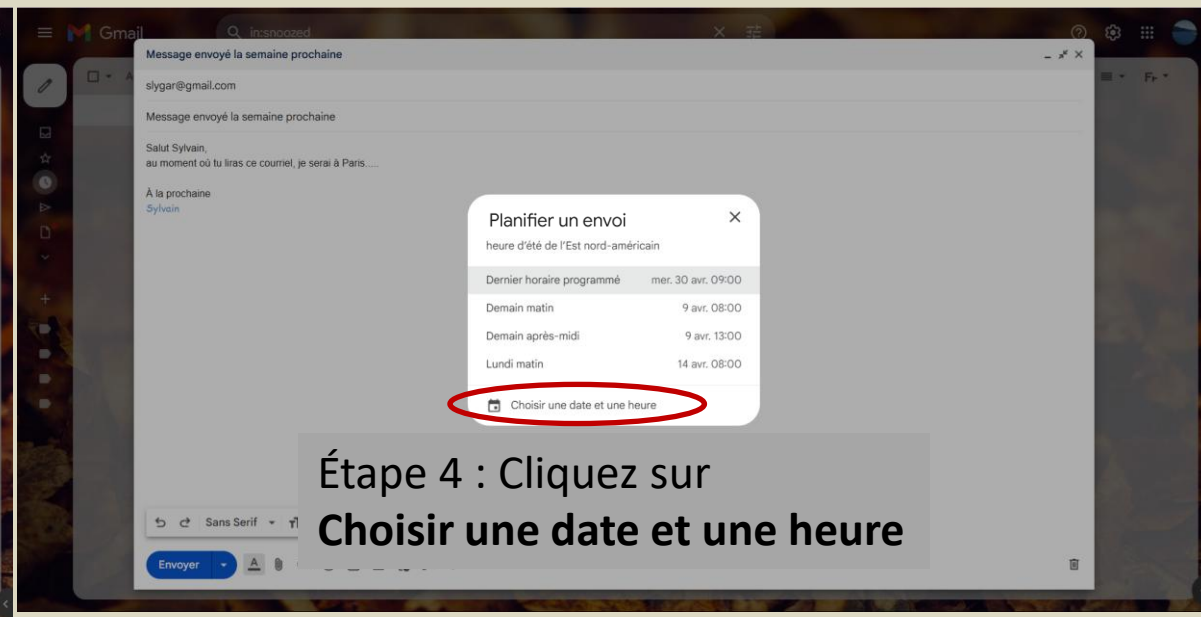 Gmail
in:snoozed
Message envoyé la semaine prochaine
slygar@gmail.com
Message envoyé la semaine prochaine
Salut Sylvain,
au moment où tu liras ce courriel, je serai à Paris.....
À la prochaine
Sylvain
Planifier un envoi
heure d’été de l’Est nord-américain
Dernier horaire programmé mer. 30 avr. 09:00
Demain matin 9 avr. 08:00
Demain après-midi 9 avr. 13:00
Lundi matin 14 avr. 08:00
Choisir une date et une heure
Étape 4 : Cliquez sur
Choisir une date et une heure
Sans Serif
Envoyer